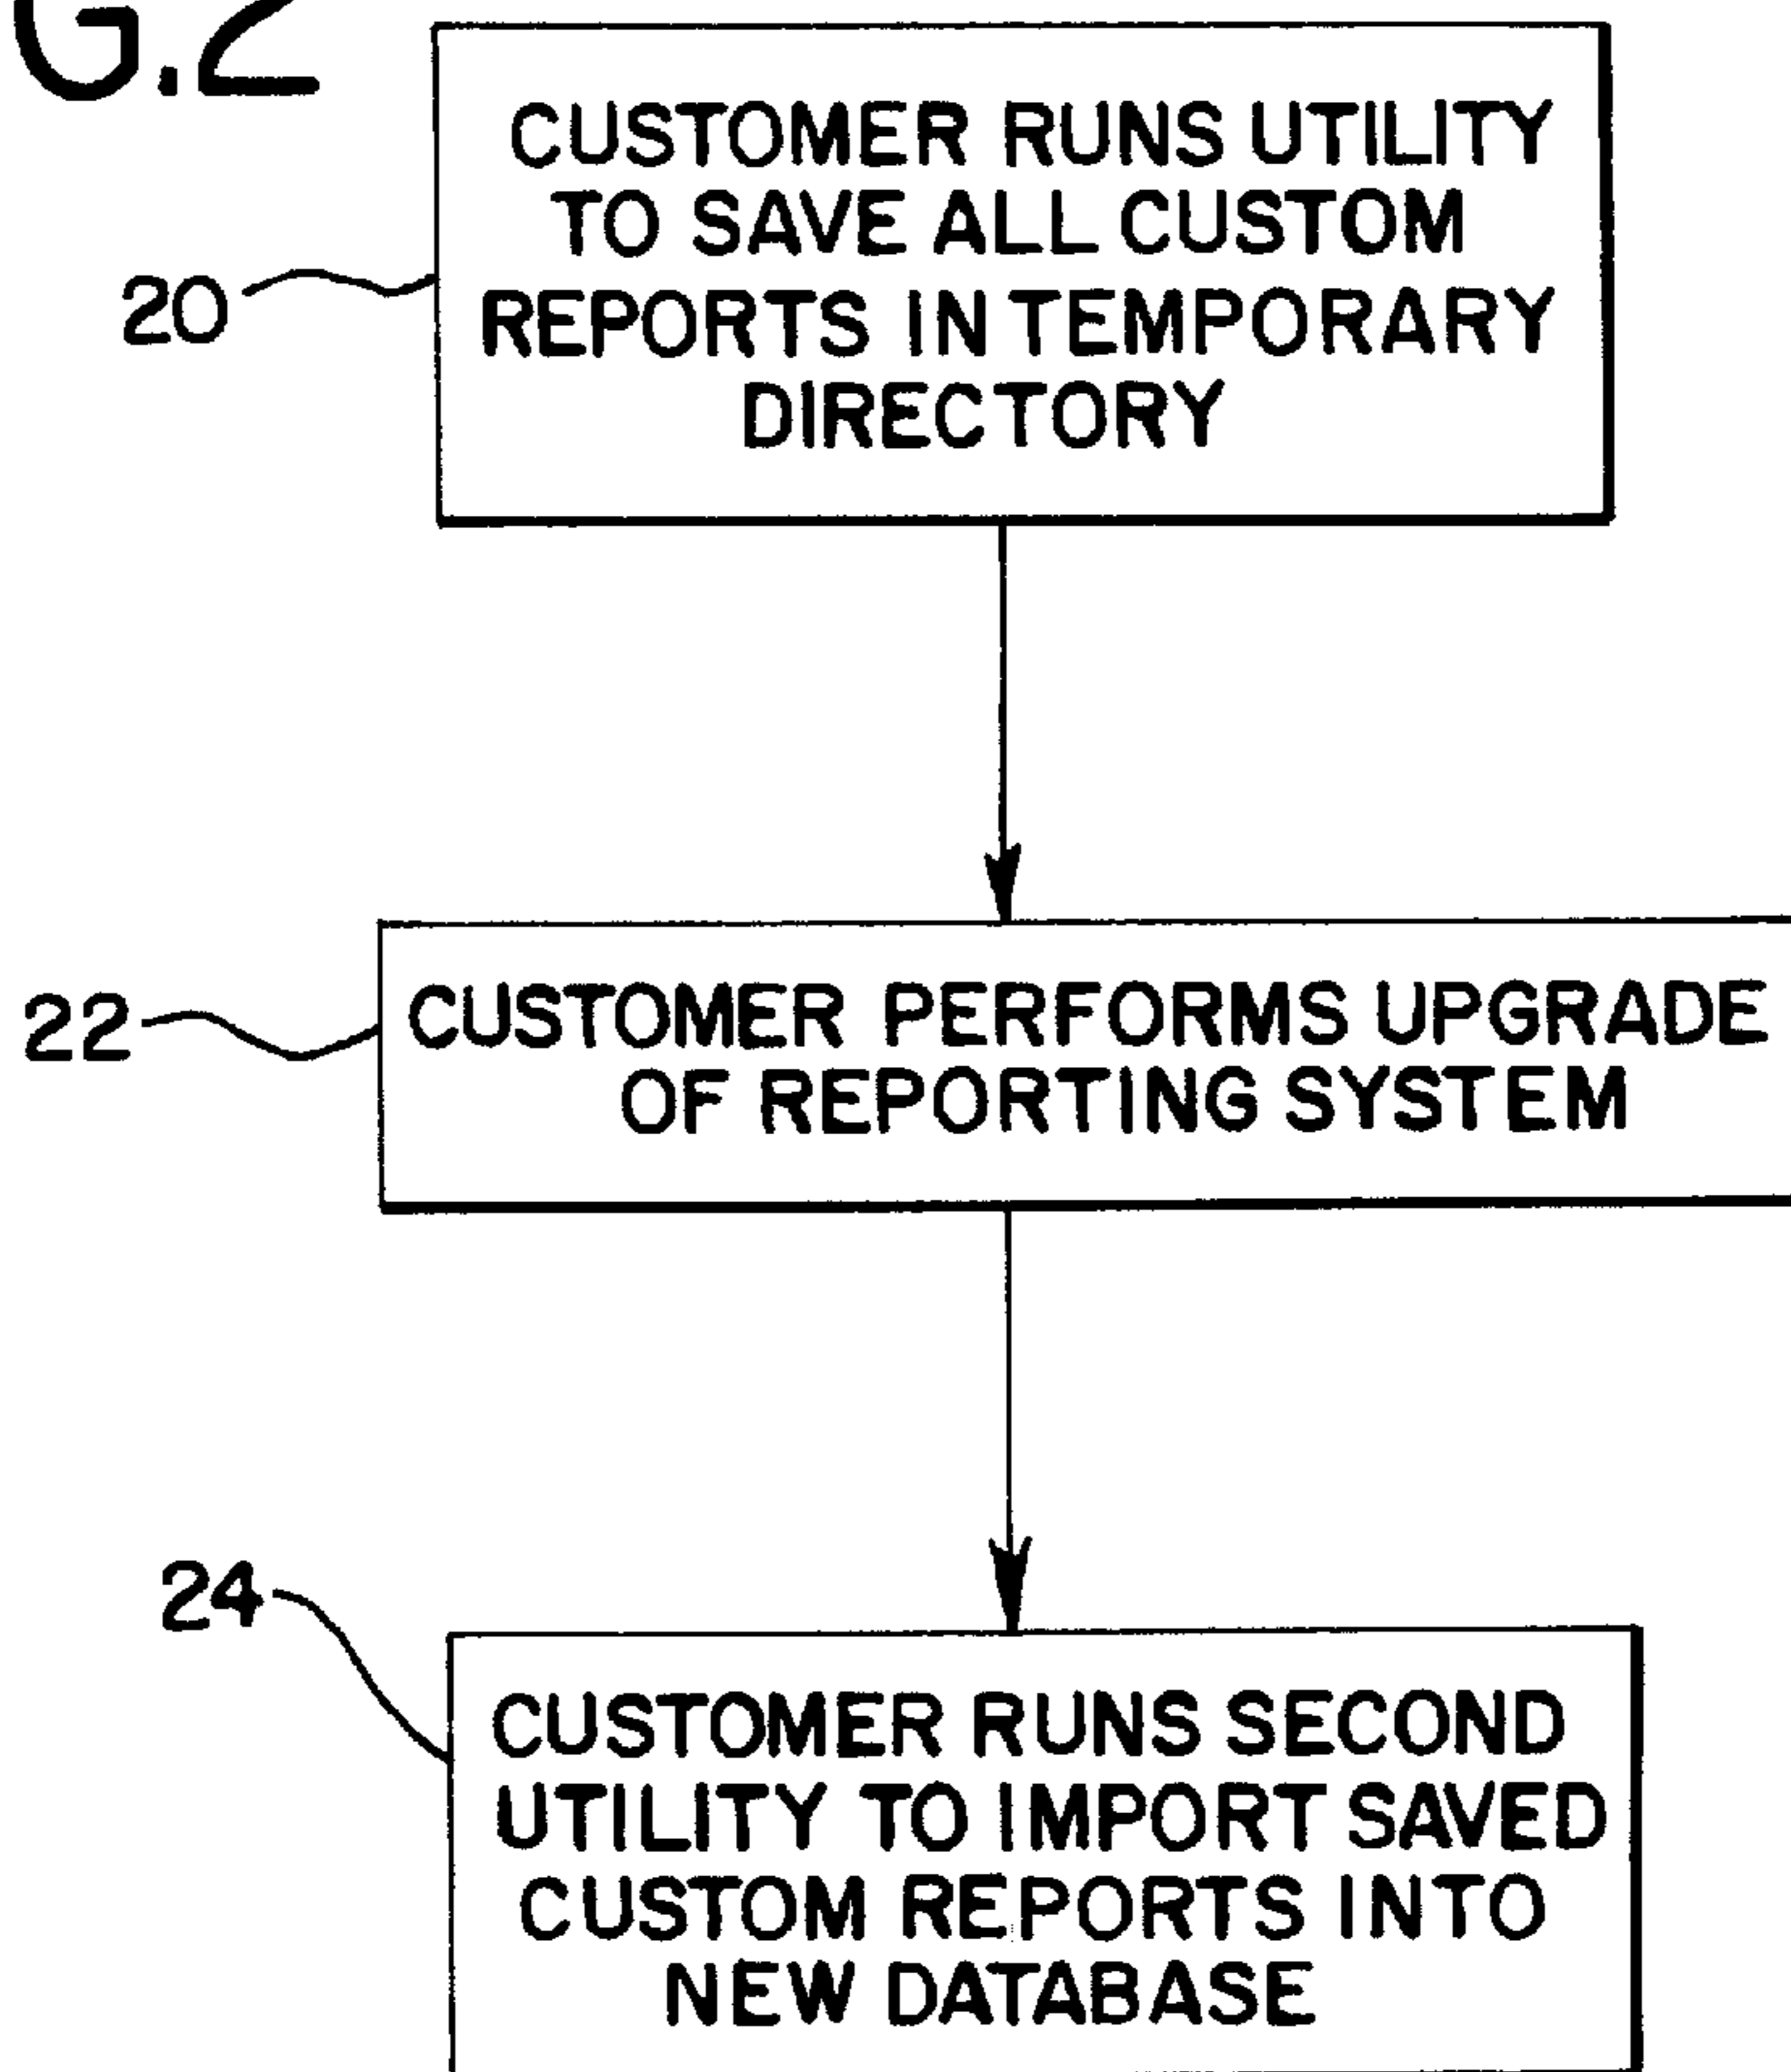 G.2
CUSTOMER RUNS UTILITY
TO SAVE ALL CUSTOM
REPORTS IN TEMPORARY
DIRECTORY
20
22
CUSTOMER PERFORMS UPGRADE
OF REPORTING SYSTEM
24
CUSTOMER RUNS SECOND
UTILITY TO IMPORT SAVED
CUSTOM REPORTS INTO
NEW DATABASE